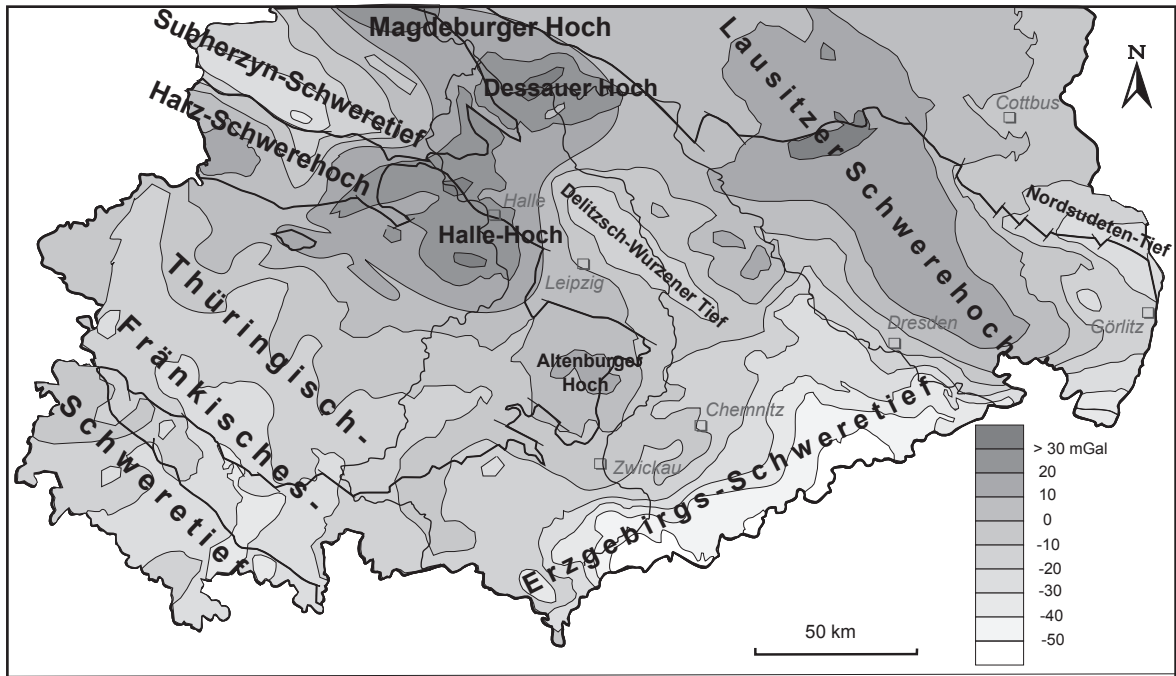 Magdeburger Hoch
Subherzyn-Schweretief
Dessauer Hoch
Lausitzer Schwerehoch
N
Cottbus
Harz-Schwerehoch
Halle
Halle-Hoch
Delitzsch-Wurzener Tief
Nordsudeten-Tief
Leipzig
Görlitz
Dresden
Thüringisch-
Fränkisches-
Schweretief
Altenburger
Hoch
Chemnitz
Zwickau
Erzgebirgs-Schweretief
> 30 mGal
20
10
0
-10
-20
-30
-40
-50
50 km